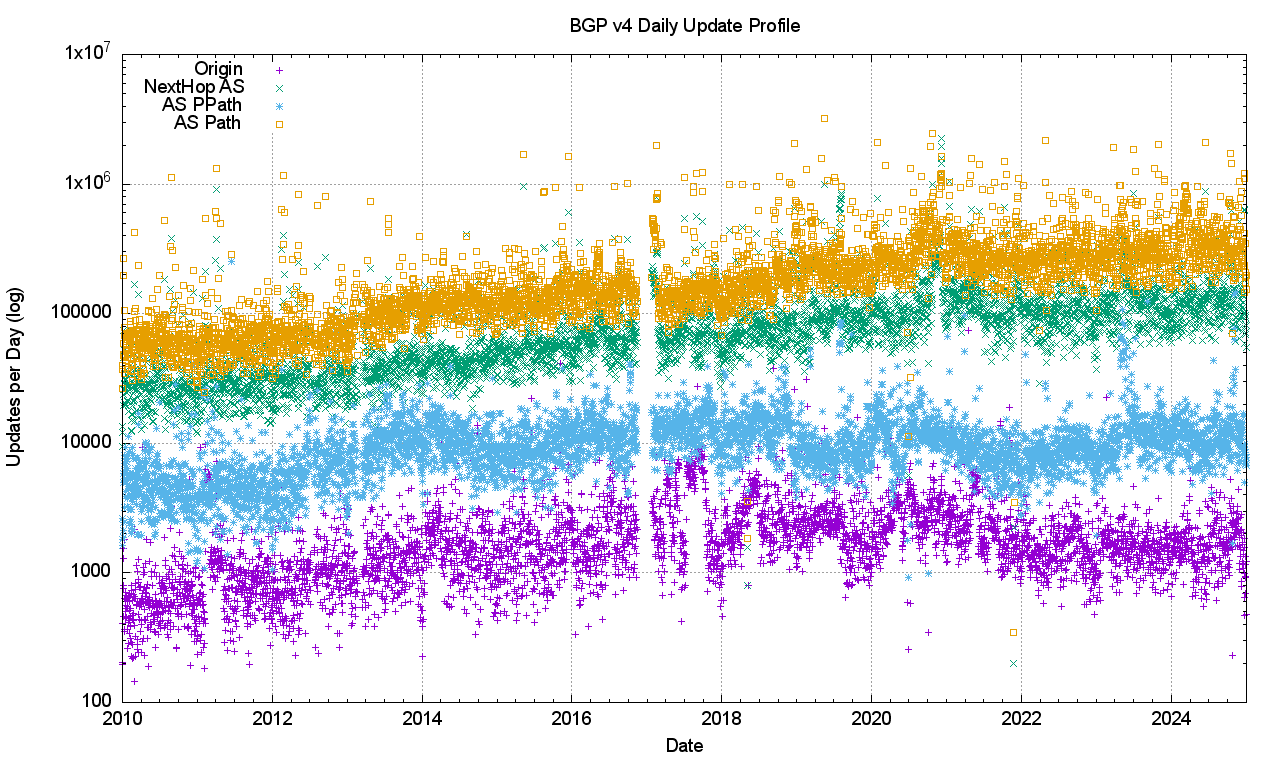 BGP v4 Daily Update Profile
1x10^7
Origin
NextHop AS
AS PPath
AS Path
1x10^6
100000
10000
1000
100
Updates per Day (log)
2010 2012 2014 2016 2018 2020 2022 2024
Date